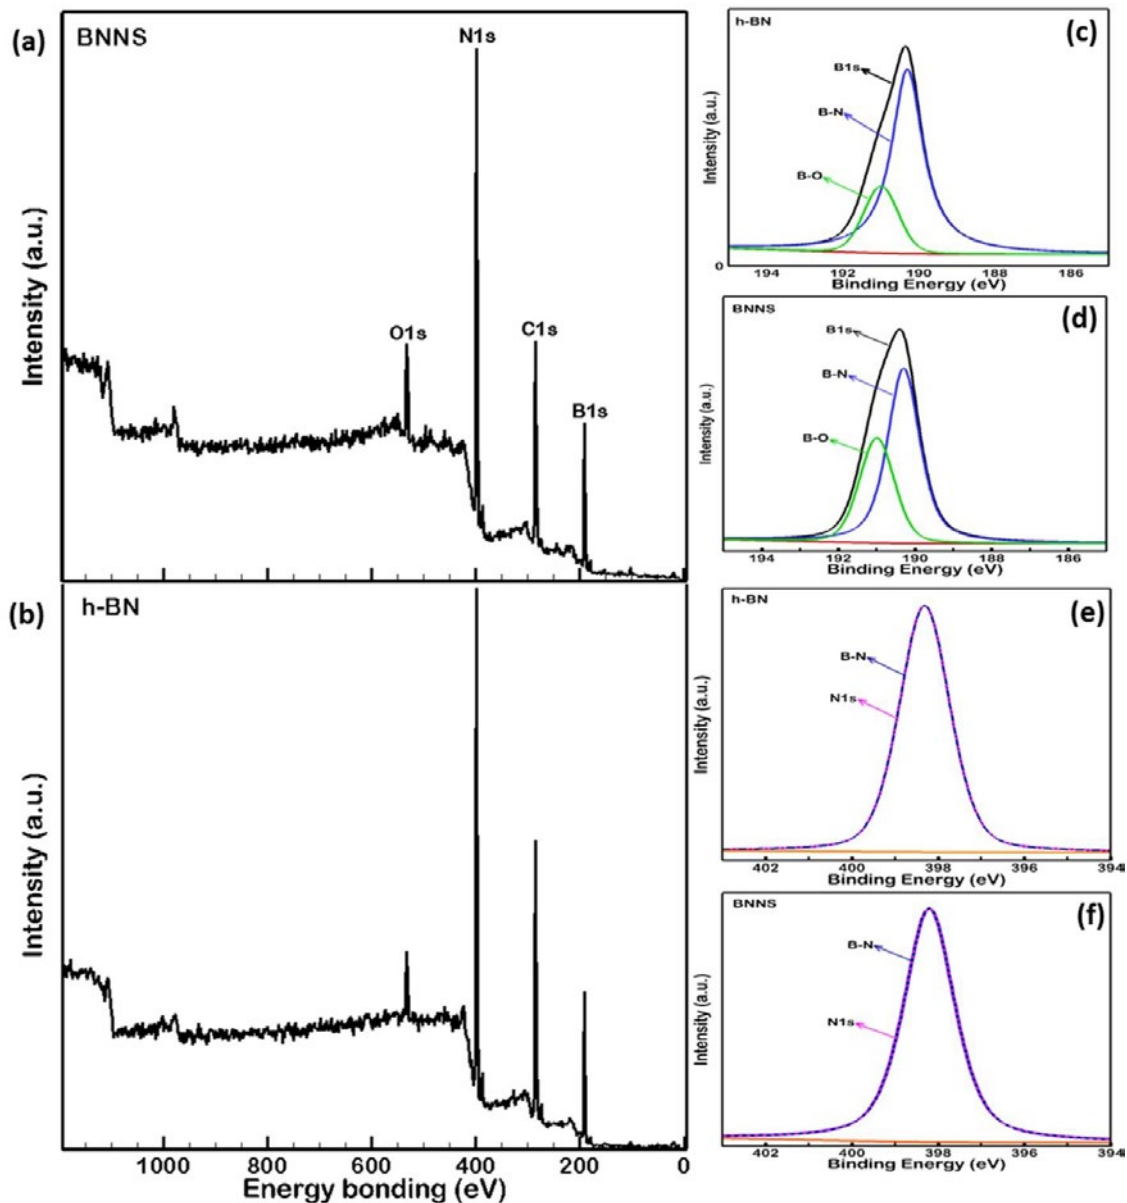 (a)
BNNS
N1s
O1s
C1s
B1s
Intensity (a.u.)
(b)
h-BN
Intensity (a.u.)
1000 800 600 400 200 0
Energy bonding (eV)
h-BN
(c)
B1s
B-N
B-O
Intensity (a.u.)
0
194 192 190 188 186
Binding Energy (eV)
BNNS
(d)
B1s
B-N
B-O
Intensity (a.u.)
194 192 190 188 186
Binding Energy (eV)
h-BN
(e)
B-N
N1s
Intensity (a.u.)
402 400 398 396 394
Binding Energy (eV)
BNNS
(f)
B-N
N1s
Intensity (a.u.)
402 400 398 396 394
Binding Energy (eV)